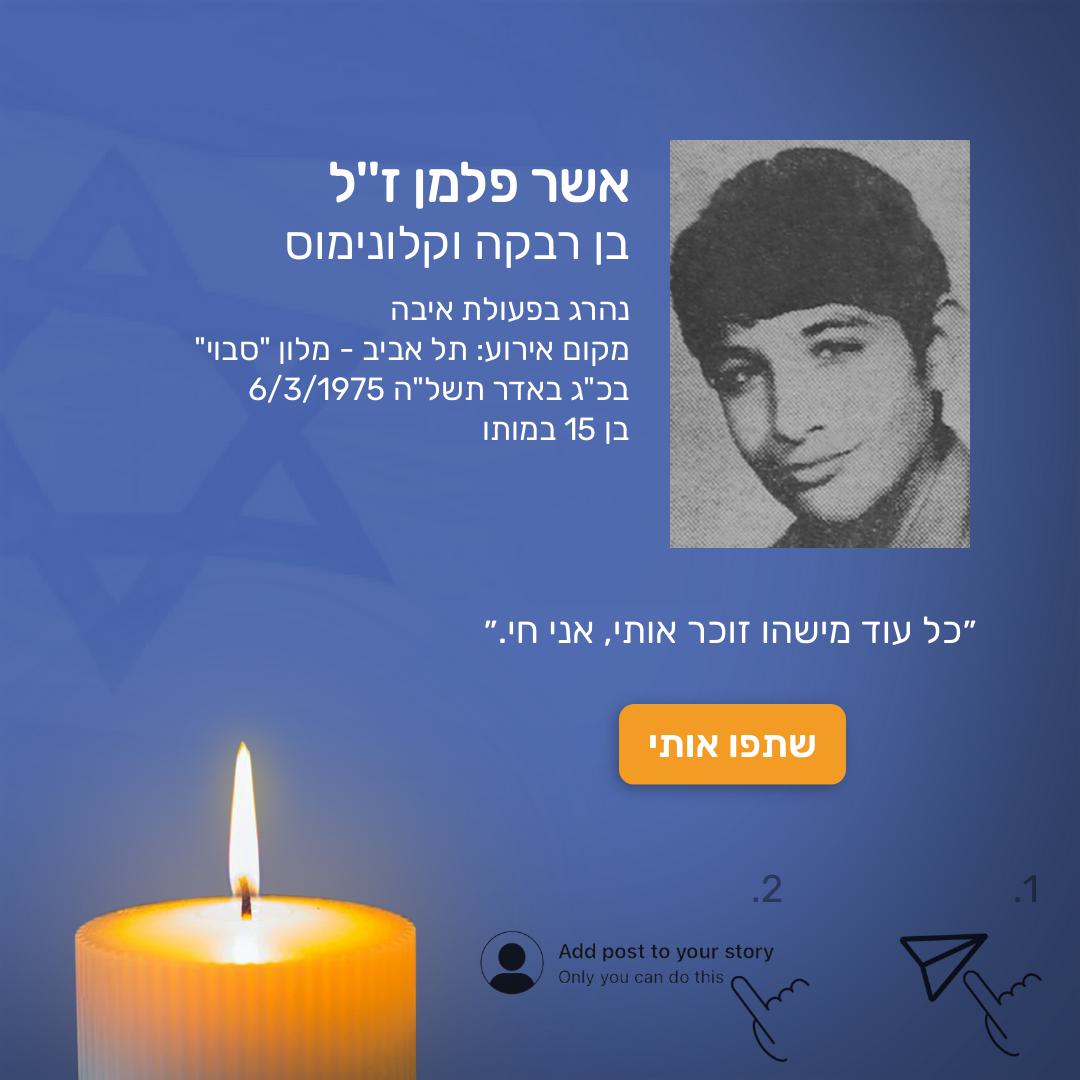 אשר פלמן ז"ל
בן רבקה וקלונימוס
נהרג בפעולת איבה
מקום אירוע: תל אביב - מלון "סבוי"
בכ"ג באדר תשל"ה 6/3/1975
בן 15 במותו
״כל עוד מישהו זוכר אותי, אני חי.״
שתפו אותי
.1
.2
Add post to your story
Only you can do this